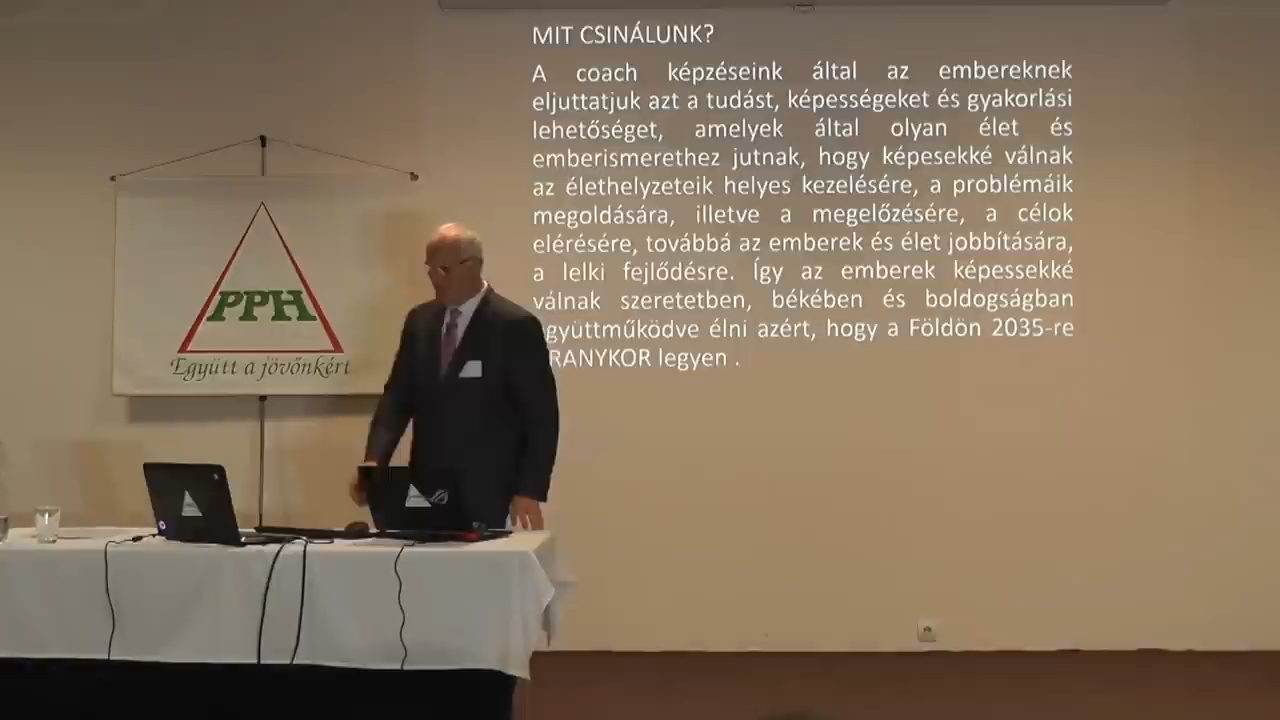 MIT CSINÁLUNK?
A coach képzéseink által az embereknek
eljuttatjuk azt a tudást, képességeket és gyakorlási
lehetőséget, amelyek által olyan élet és
emberismerethez jutnak, hogy képesekké válnak
az élethelyzeteik helyes kezelésére, a problémáik
megoldására, illetve a megelőzésére, a célok
elérésére, továbbá az emberek és élet jobbítására,
a lelki fejlődésre. Így az emberek képessekké
válnak szeretetben, békében és boldogságban
gyüttműködve élni azért, hogy a Földön 2035-re
RANYKOR legyen .
PPH
Együtt a jövőnkért